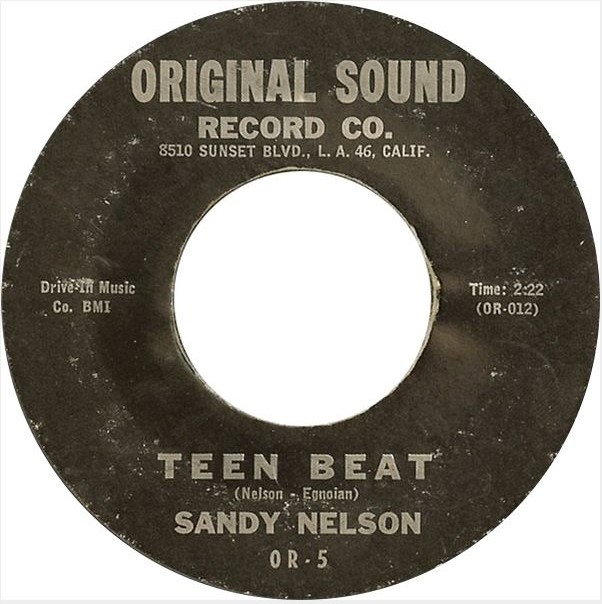 ORIGINAL SOUND
RECORD CO.
8510 SUNSET BLVD., L. A. 46, CALIF.
Drive-In Music
Co. BMI
Time: 2:22
(OR-012)
TEEN BEAT
(Nelson - Egnoian)
SANDY NELSON
OR-5